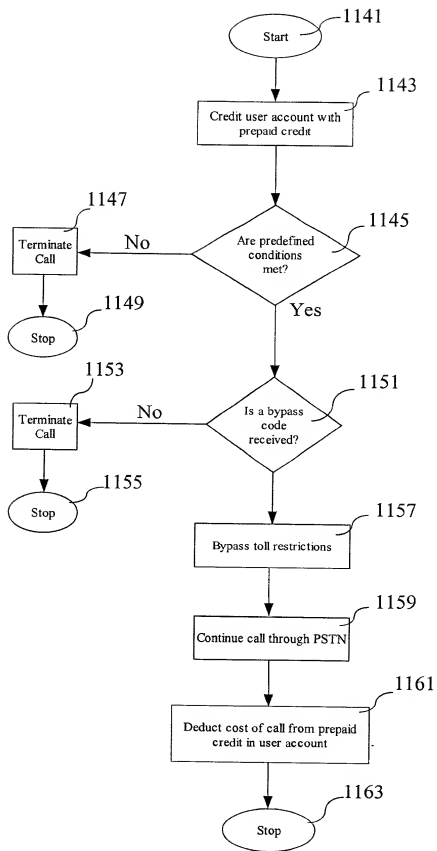 1141
Start
1143
Credit user account with
prepaid credit
1147
1145
Terminate
Call
No
Are predefined
conditions
met?
1149
Yes
Stop
1153
1151
Terminate
Call
No
Is a bypass
code
received?
1155
Stop
1157
Bypass toll restrictions
1159
Continue call through PSTN
1161
Deduct cost of call from prepaid
credit in user account
1163
Stop